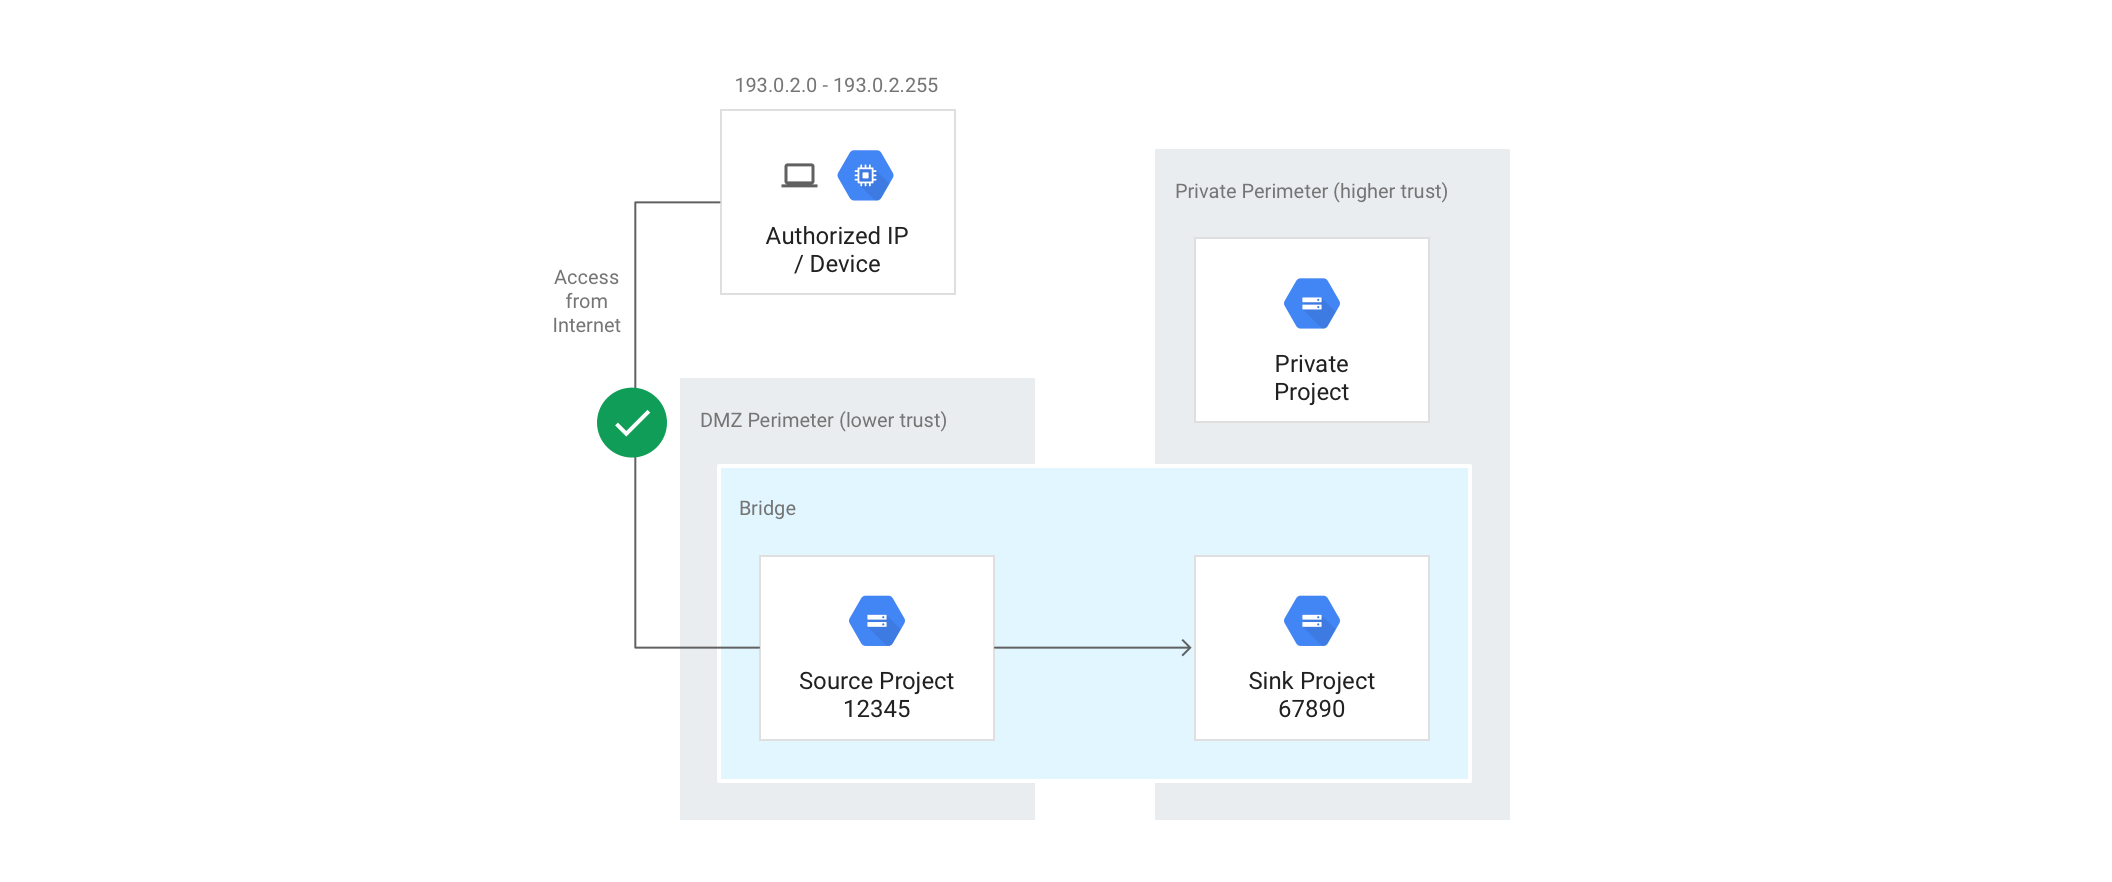 193.0.2.0 - 193.0.2.255
Authorized IP
/ Device
Access
from
Internet
Private Perimeter (higher trust)
Private
Project
DMZ Perimeter (lower trust)
Bridge
Source Project
12345
Sink Project
67890